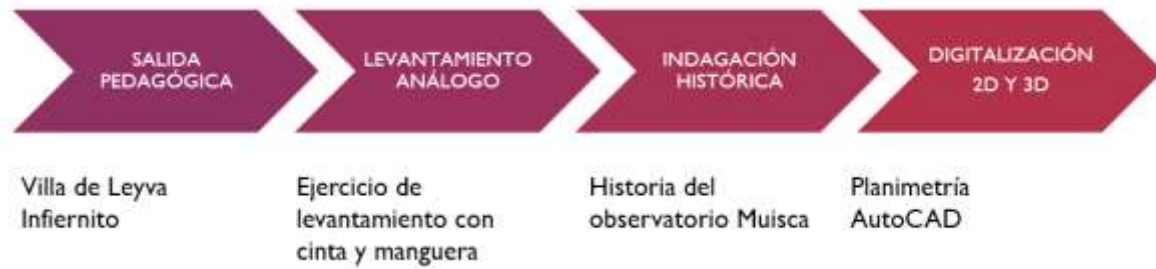 SALIDA
PEDAGÓGICA
LEVANTAMIENTO
ANÁLOGO
INDAGACIÓN
HISTÓRICA
DIGITALIZACIÓN
2D Y 3D
Villa de Leyva
Infiernito
Ejercicio de
levantamiento con
cinta y manguera
Historia del
observatorio Muisca
Planimetría
AutoCAD